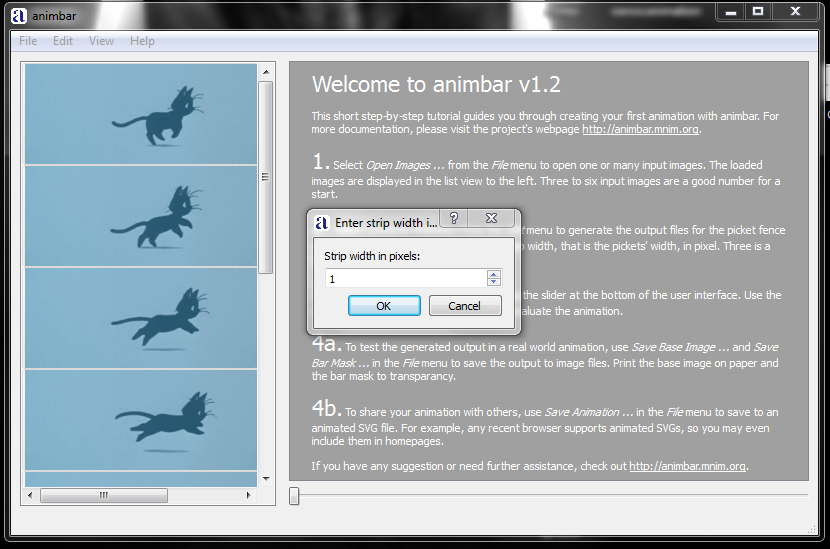 animbar
File Edit View Help
Welcome to animbar v1.2
This short step-by-step tutorial guides you through creating your first animation with animbar. For
more documentation, please visit the project's webpage http://animbar.mnim.org.
1. Select Open Images ... from the File menu to open one or many input images. The loaded
images are displayed in the list view to the left. Three to six input images are a good number for a
start.
menu to generate the output files for the picket fence
width, that is the pickets' width, in pixel. Three is a
the slider at the bottom of the user interface. Use the
the animation.
Enter strip width i...
Strip width in pixels:
1
OK Cancel
4a. To test the generated output in a real world animation, use Save Base Image ... and Save
Bar Mask ... in the File menu to save the output to image files. Print the base image on paper and
the bar mask to transparancy.
4b. To share your animation with others, use Save Animation ... in the File menu to save to an
animated SVG file. For example, any recent browser supports animated SVGs, so you may even
include them in homepages.
If you have any suggestion or need further assistance, check out http://animbar.mnim.org.